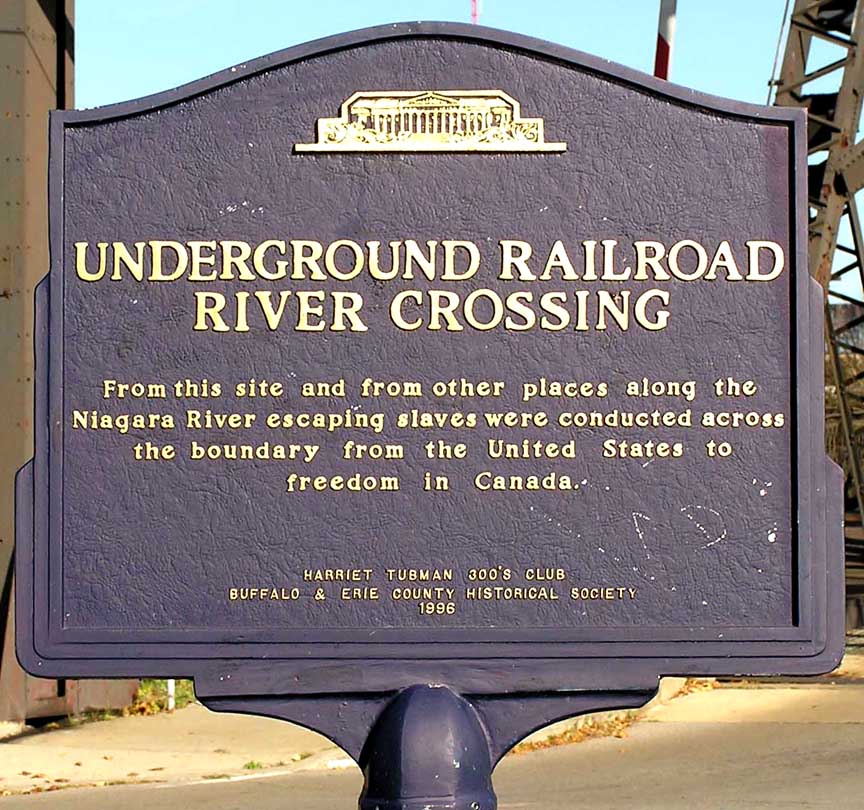 UNDERGROUND RAILROAD
RIVER CROSSING
From this site and from other places along the
Niagara River escaping slaves were conducted across
the boundary from the United States to
freedom in Canada.
HARRIET TUBMAN 300'S CLUB
BUFFALO & ERIE COUNTY HISTORICAL SOCIETY
1996